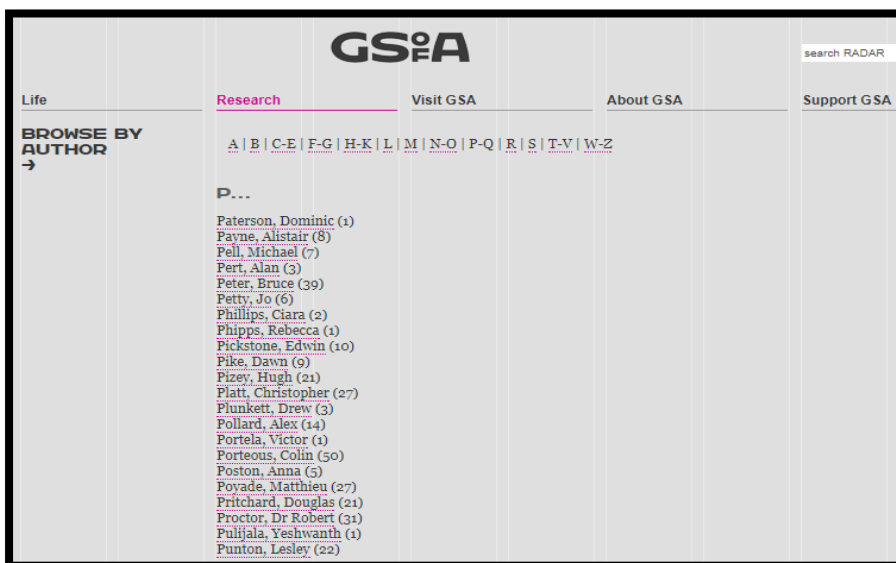 GSOFA
search RADAR
Life Research Visit GSA About GSA Support GSA
BROWSE BY
AUTHOR
→
A | B | C-E | F-G | H-K | L | M | N-O | P-Q | R | S | T-V | W-Z
P...
Paterson, Dominic (1)
Payne, Alistair (8)
Pell, Michael (7)
Pert, Alan (3)
Peter, Bruce (39)
Petty, Jo (6)
Phillips, Ciara (2)
Phipps, Rebecca (1)
Pickstone, Edwin (10)
Pike, Dawn (9)
Pizey, Hugh (21)
Platt, Christopher (27)
Plunkett, Drew (3)
Pollard, Alex (14)
Portela, Victor (1)
Porteous, Colin (50)
Poston, Anna (5)
Poyade, Matthieu (27)
Pritchard, Douglas (21)
Proctor, Dr Robert (31)
Pulijala, Yeshwanth (1)
Punton, Lesley (22)